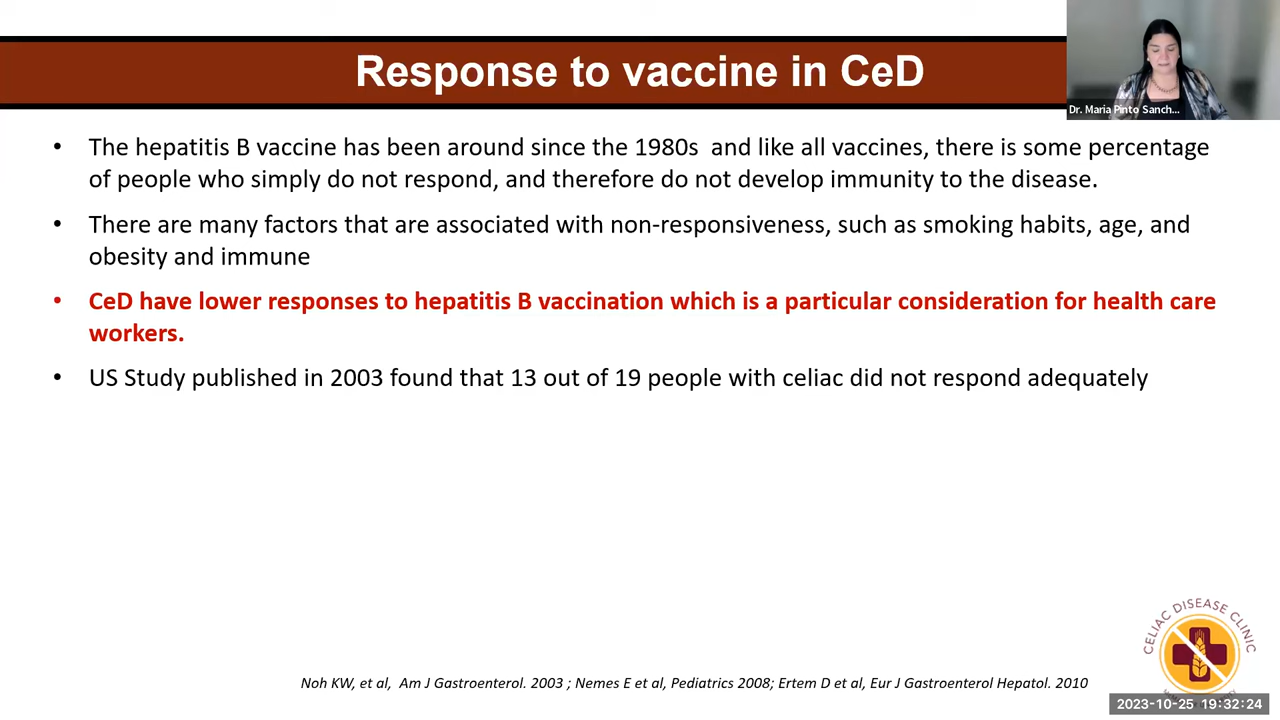 Response to vaccine in CeD
Dr. Maria Pinto Sanch...
• The hepatitis B vaccine has been around since the 1980s and like all vaccines, there is some percentage
of people who simply do not respond, and therefore do not develop immunity to the disease.
• There are many factors that are associated with non-responsiveness, such as smoking habits, age, and
obesity and immune
• CeD have lower responses to hepatitis B vaccination which is a particular consideration for health care
workers.
• US Study published in 2003 found that 13 out of 19 people with celiac did not respond adequately
CELIAC DISEASE CLINIC
Noh KW, et al, Am J Gastroenterol. 2003 ; Nemes E et al, Pediatrics 2008; Ertem D et al, Eur J Gastroenterol Hepatol. 2010
2023-10-25 19:32:24